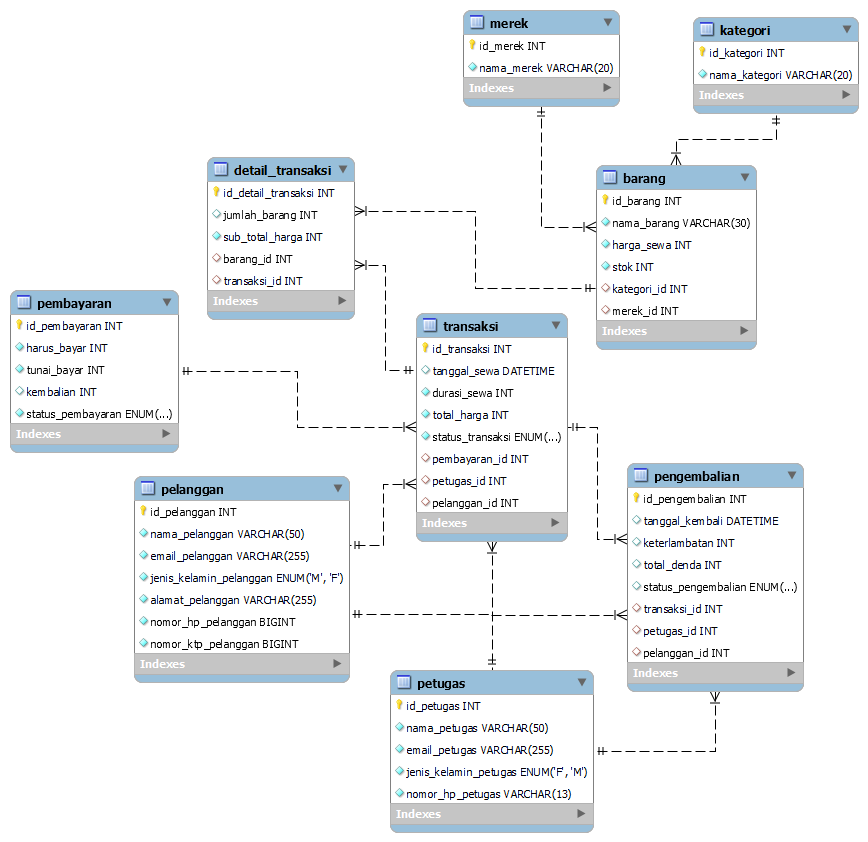 merek
id_merek INT
nama_merek VARCHAR(20)
Indexes
kategori
id_kategori INT
nama_kategori VARCHAR(20)
Indexes
detail_transaksi
id_detail_transaksi INT
jumlah_barang INT
sub_total_harga INT
barang_id INT
transaksi_id INT
Indexes
barang
id_barang INT
nama_barang VARCHAR(30)
harga_sewa INT
stok INT
kategori_id INT
merek_id INT
Indexes
pembayaran
id_pembayaran INT
harus_bayar INT
tunai_bayar INT
kembalian INT
status_pembayaran ENUM(...)
Indexes
transaksi
id_transaksi INT
tanggal_sewa DATETIME
durasi_sewa INT
total_harga INT
status_transaksi ENUM(...)
pembayaran_id INT
petugas_id INT
pelanggan_id INT
Indexes
pelanggan
id_pelanggan INT
nama_pelanggan VARCHAR(50)
email_pelanggan VARCHAR(255)
jenis_kelamin_pelanggan ENUM('M', 'F')
alamat_pelanggan VARCHAR(255)
nomor_hp_pelanggan BIGINT
nomor_ktp_pelanggan BIGINT
Indexes
pengembalian
id_pengembalian INT
tanggal_kembali DATETIME
keterlambatan INT
total_denda INT
status_pengembalian ENUM(...)
transaksi_id INT
petugas_id INT
pelanggan_id INT
Indexes
petugas
id_petugas INT
nama_petugas VARCHAR(50)
email_petugas VARCHAR(255)
jenis_kelamin_petugas ENUM('F', 'M')
nomor_hp_petugas VARCHAR(13)
Indexes